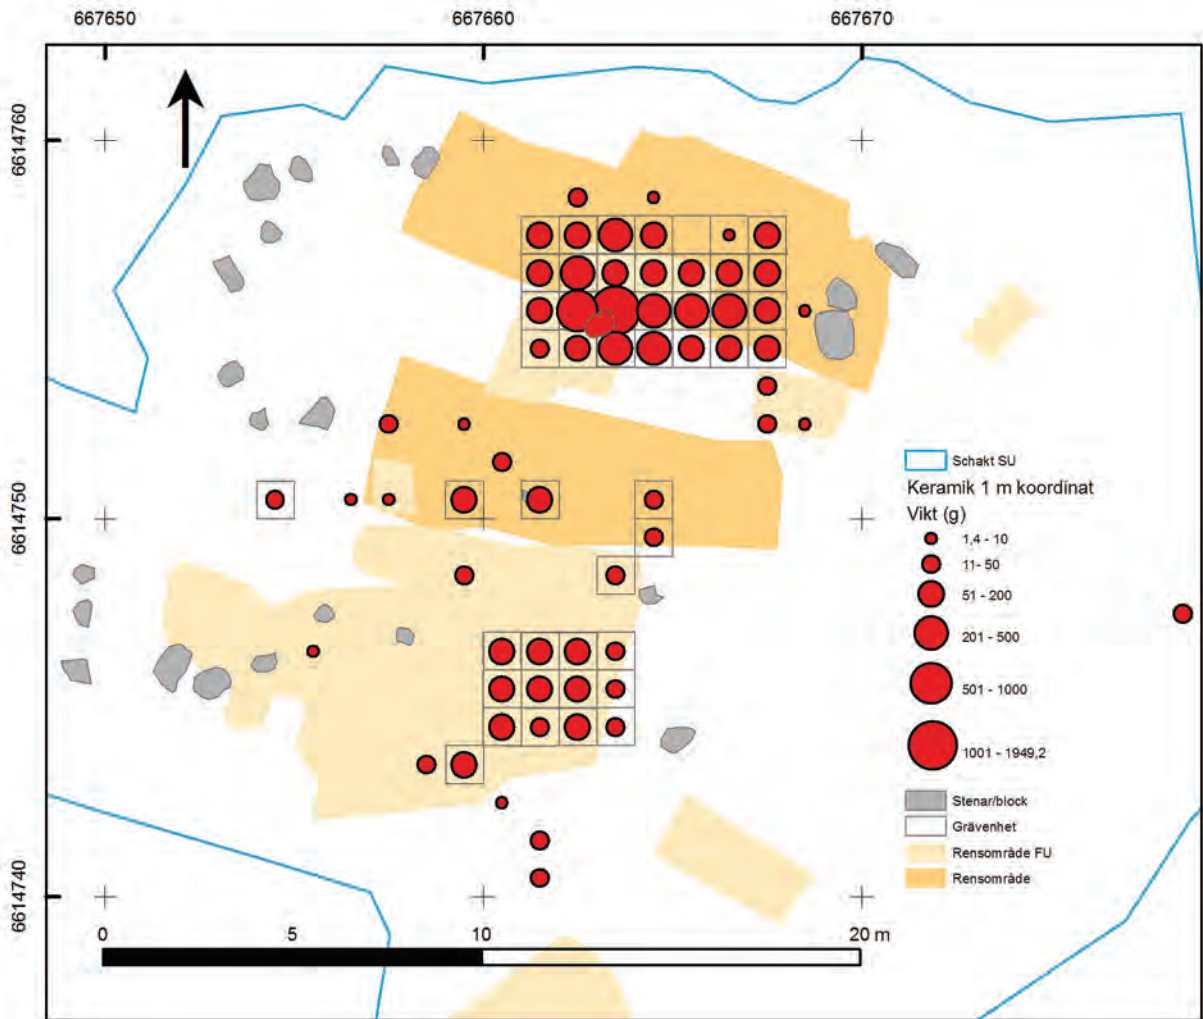 667650 667660 667670
6614760
6614750
6614740
Schakt SU
Keramik 1 m koordinat
Vikt (g)
1,4 - 10
11- 50
51 - 200
201 - 500
501 - 1000
1001 - 1949,2
Stenar/block
Grävenhet
Rensområde FU
Rensområde
0 5 10 20 m